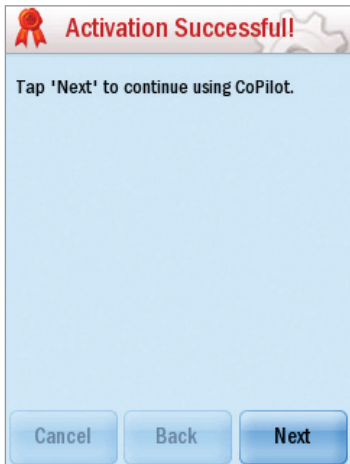 Activation Successful!
Tap 'Next' to continue using CoPilot.
Cancel
Back
Next